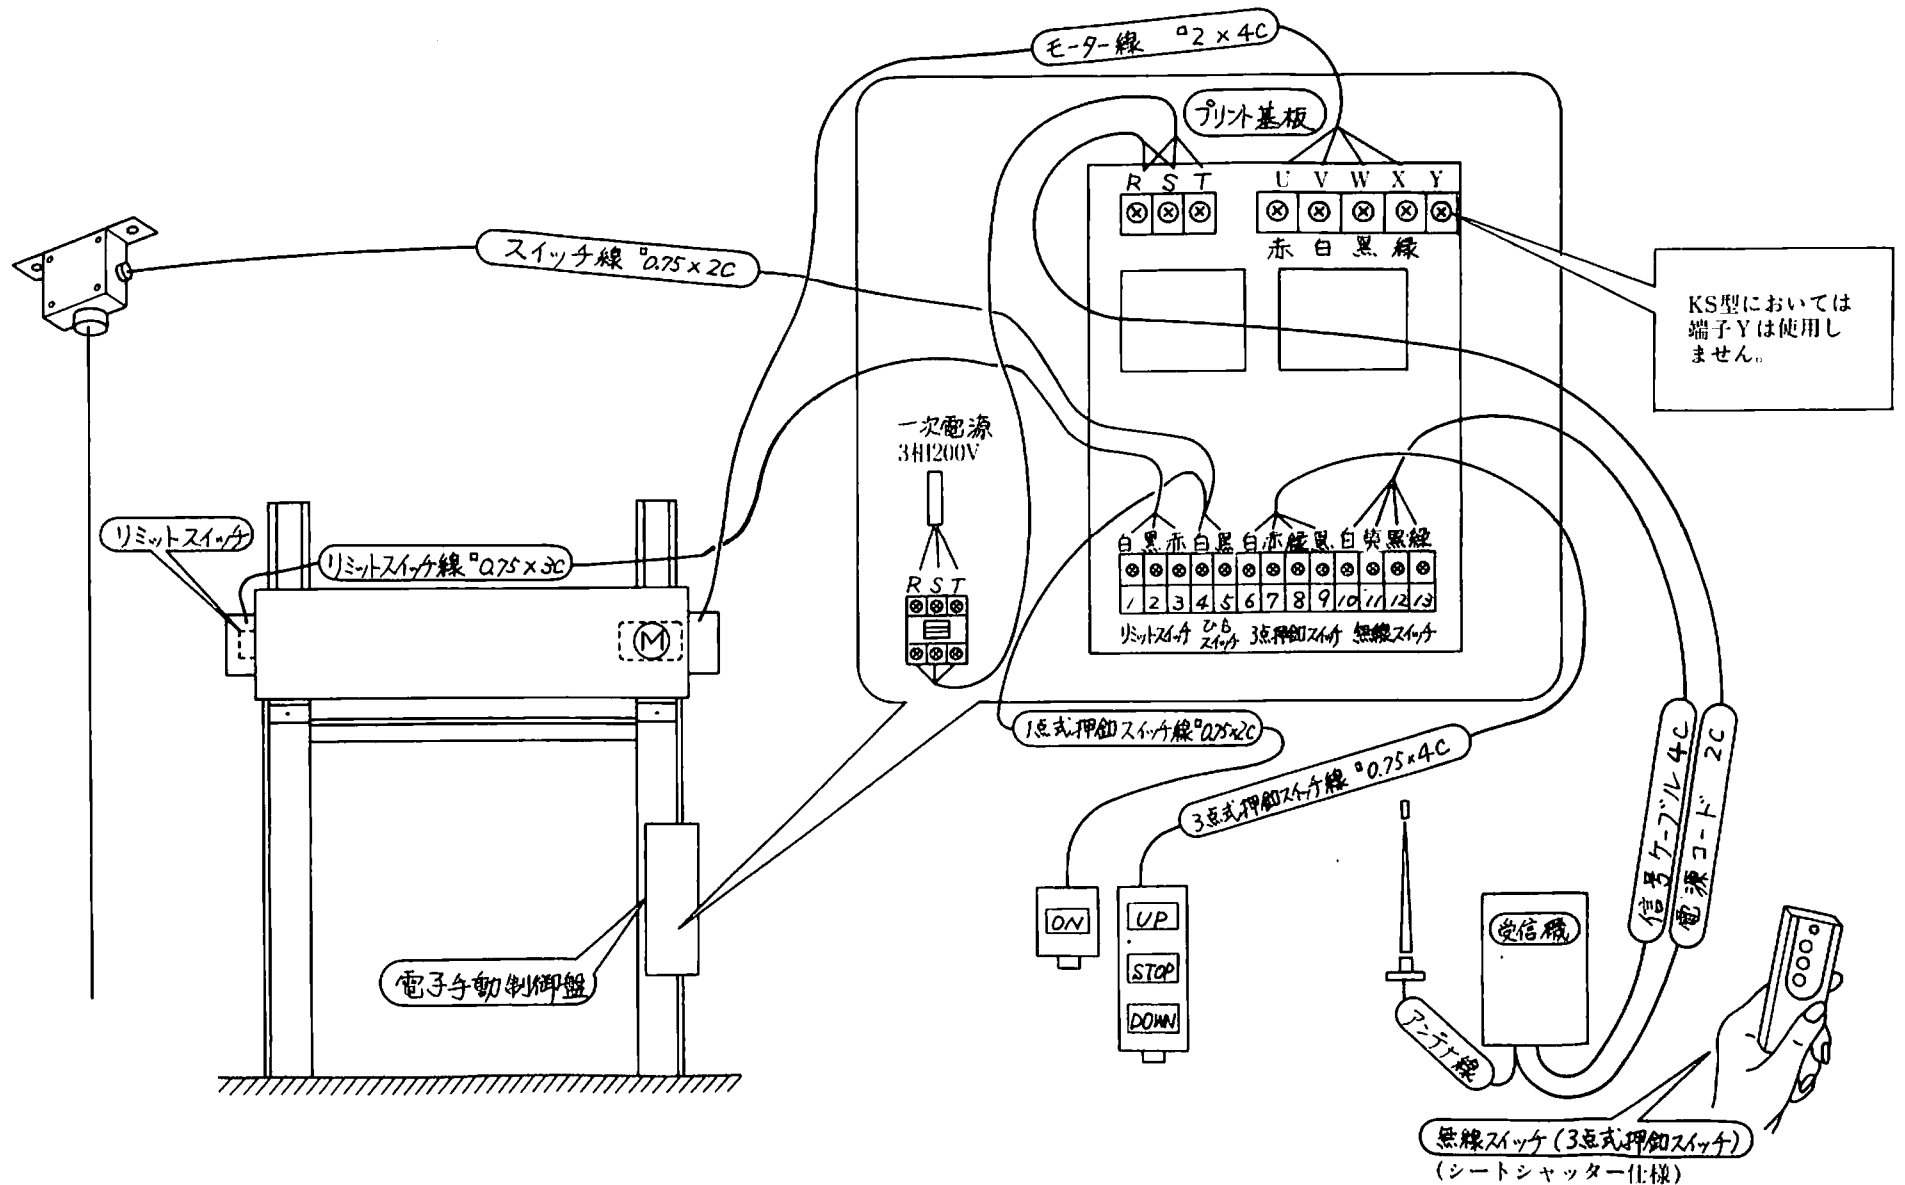 モーター線 □2×4C
プリント基板
R S T
U V W X Y
赤 白 黒 緑
スイッチ線 □0.75×2C
KS型においては
端子Yは使用し
ません。
一次電源
3相200V
R S T
リミットスイッチ
リミットスイッチ線 □0.75×3C
M
白 黒 赤 白 黒 白 赤 緑 黒 白 茶 黒 緑
1 2 3 4 5 6 7 8 9 10 11 12 13
リミットスイッチ ひもスイッチ 3点押釦スイッチ 無線スイッチ
1点式押釦スイッチ線 □0.75×2C
3点式押釦スイッチ線 □0.75×4C
信号ケーブル4C
電源コード 2C
ON
UP
STOP
DOWN
受信機
アンテナ線
電子手動制御盤
無線スイッチ(3点式押釦スイッチ)
(シートシャッター仕様)